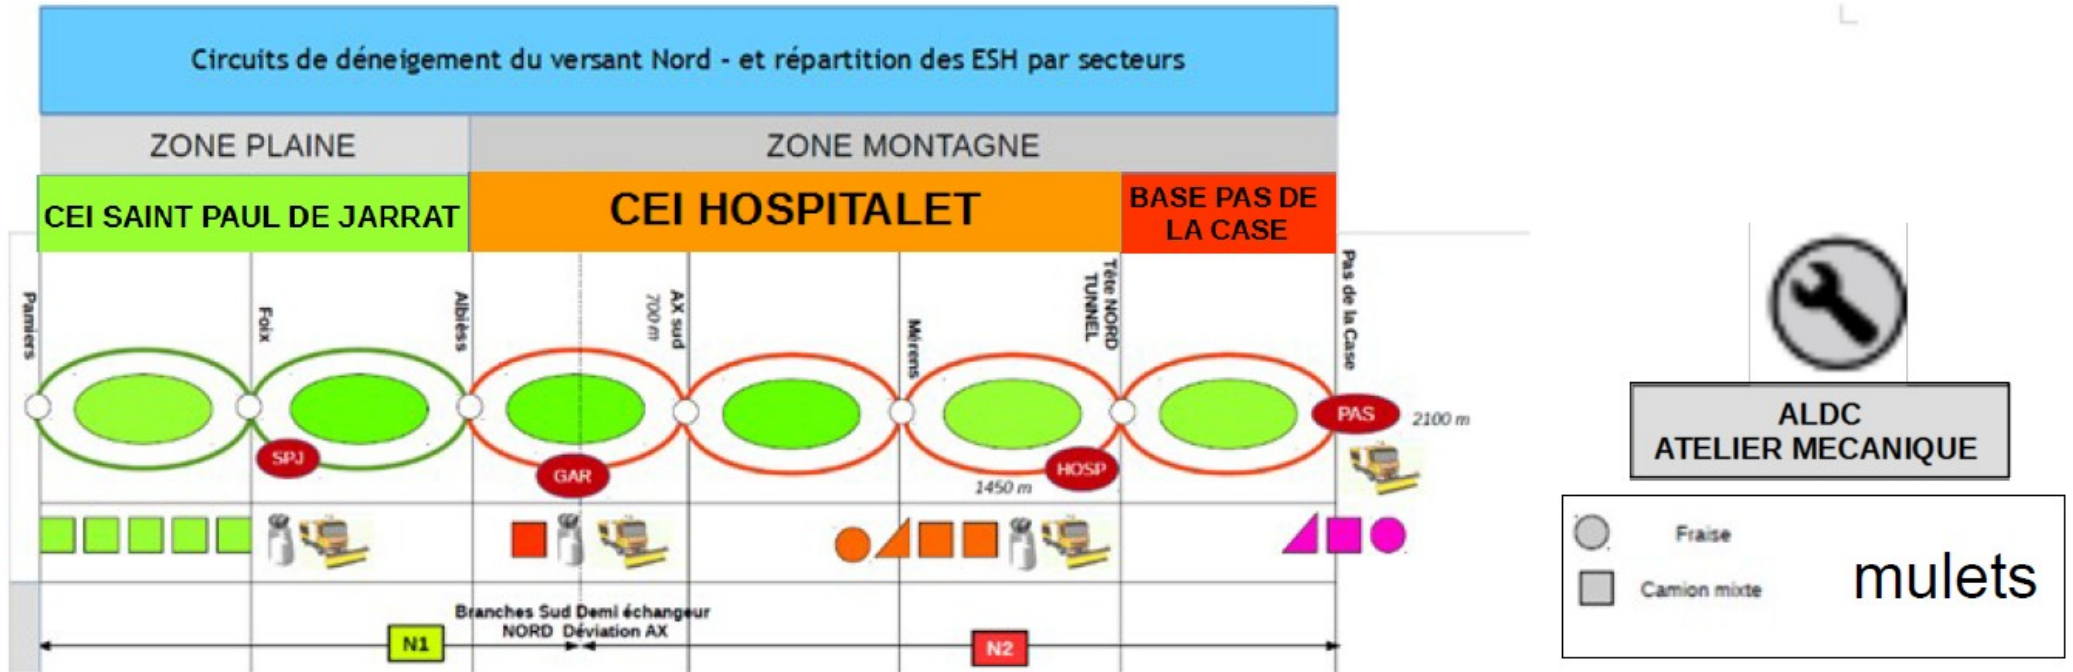 Circuits de déneigement du versant Nord - et répartition des ESH par secteurs
ZONE PLAINE
ZONE MONTAGNE
CEI SAINT PAUL DE JARRAT
CEI HOSPITALET
BASE PAS DE
LA CASE
Pamiers
Foix
Albièss
AX sud
700 m
Mérens
Tête NORD
TUNNEL
Pas de la Case
SPJ
GAR
HOSP
1450 m
PAS
2100 m
Branches Sud Demi échangeur
NORD Déviation AX
N1
N2
ALDC
ATELIER MECANIQUE
Fraise
Camion mixte
mulets